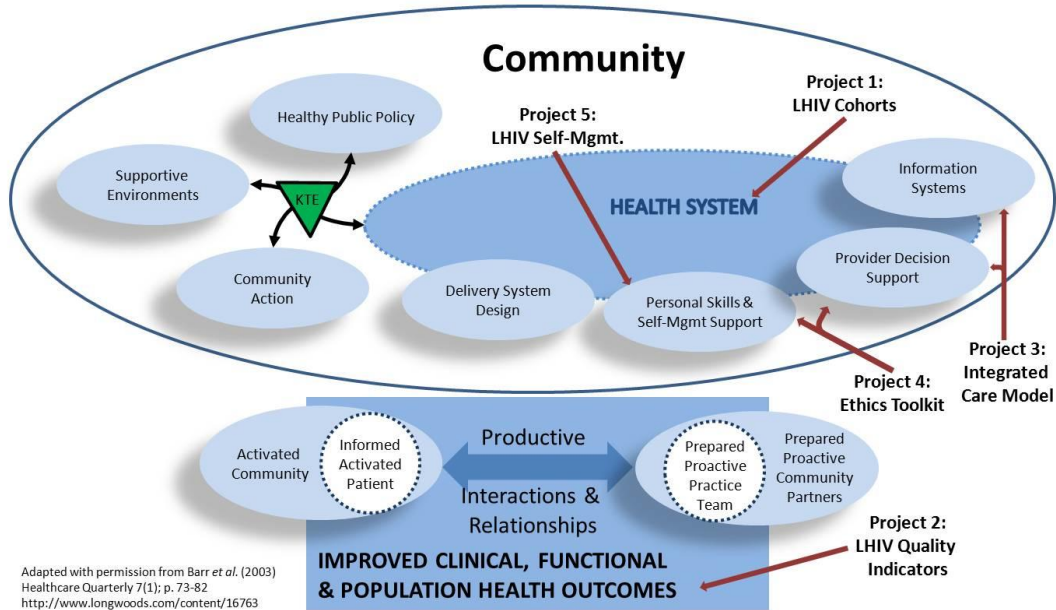 Community
Project 1:
LHIV Cohorts
Project 5:
LHIV Self-Mgmt.
Healthy Public Policy
Supportive
Environments
KTE
Information
Systems
HEALTH SYSTEM
Community
Action
Delivery System
Design
Personal Skills &
Self-Mgmt Support
Provider Decision
Support
Project 3:
Integrated
Care Model
Project 4:
Ethics Toolkit
Activated
Community
Informed
Activated
Patient
Productive
Interactions &
Relationships
Prepared
Proactive
Practice
Team
Prepared
Proactive
Community
Partners
IMPROVED CLINICAL, FUNCTIONAL
& POPULATION HEALTH OUTCOMES
Project 2:
LHIV Quality
Indicators
Adapted with permission from Barr et al. (2003)
Healthcare Quarterly 7(1); p. 73-82
http://www.longwoods.com/content/16763